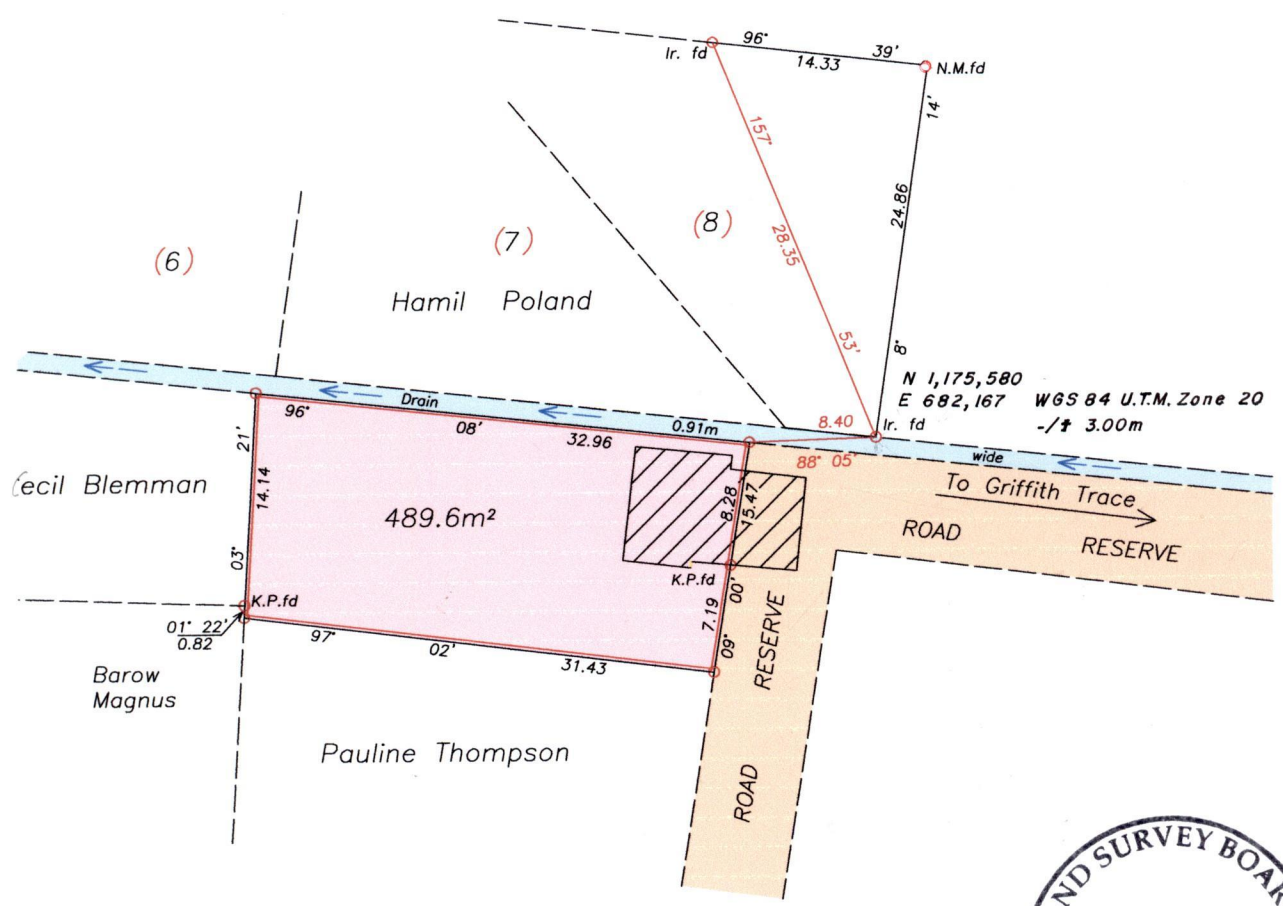 Ir. fd
96° 39'
14.33
N.M.fd
14'
24.86
8°
157°
28.35
53'
(6)
(7)
(8)
Hamil Poland
N 1,175,580
E 682,167 WGS 84 U.T.M. Zone 20
-/+ 3.00m
Ir. fd
8.40
88° 05'
Drain
0.91m
wide
96° 08' 32.96
21'
14.14
03°
Cecil Blemman
489.6m²
8.28
15.47
To Griffith Trace
ROAD RESERVE
K.P.fd
K.P.fd
00'
7.19
09°
01° 22'
0.82
97° 02' 31.43
Barow
Magnus
Pauline Thompson
ROAD RESERVE
ND SURVEY BOAR